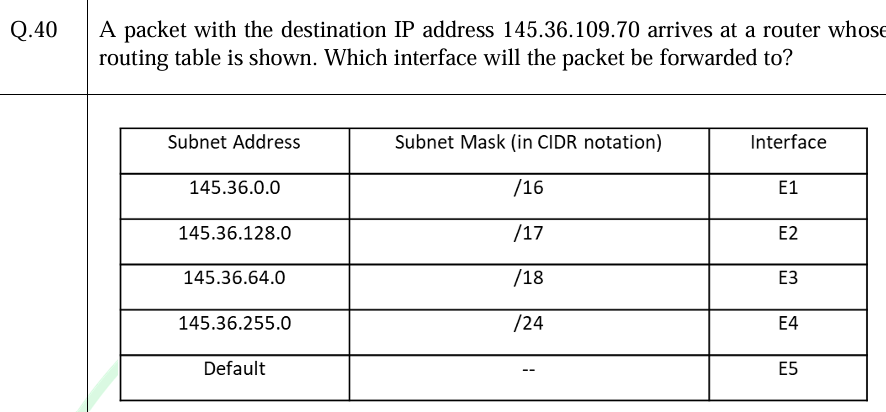 Q.40 A packet with the destination IP address 145.36.109.70 arrives at a router whose
routing table is shown. Which interface will the packet be forwarded to?
Subnet Address Subnet Mask (in CIDR notation) Interface
145.36.0.0 /16 E1
145.36.128.0 /17 E2
145.36.64.0 /18 E3
145.36.255.0 /24 E4
Default -- E5